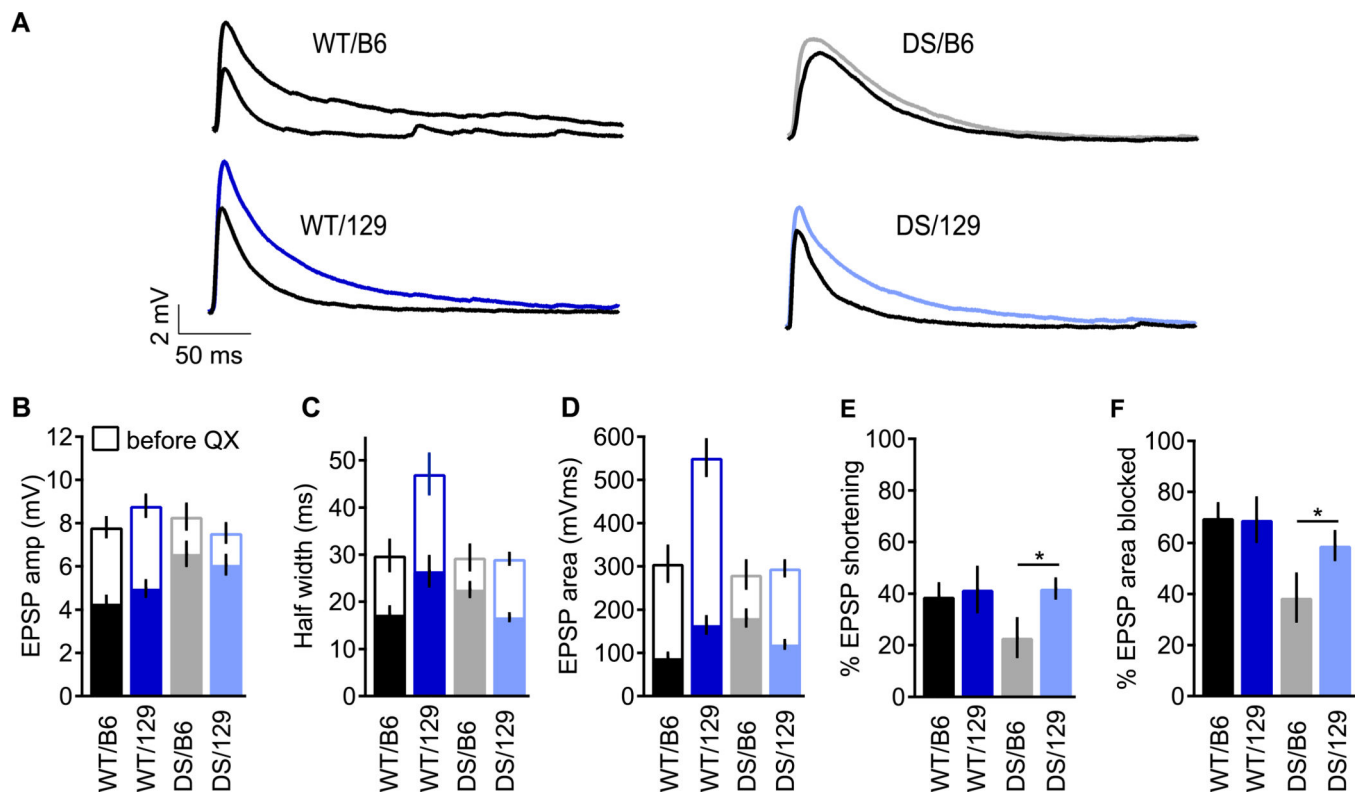 A
WT/B6
DS/B6
WT/129
DS/129
2 mV
50 ms
B
before QX
EPSP amp (mV)
12
10
8
6
4
2
0
WT/B6
WT/129
DS/B6
DS/129
C
Half width (ms)
50
40
30
20
10
0
WT/B6
WT/129
DS/B6
DS/129
D
EPSP area (mVms)
600
500
400
300
200
100
0
WT/B6
WT/129
DS/B6
DS/129
E
% EPSP shortening
100
80
60
40
20
0
*
WT/B6
WT/129
DS/B6
DS/129
F
% EPSP area blocked
100
80
60
40
20
0
*
WT/B6
WT/129
DS/B6
DS/129